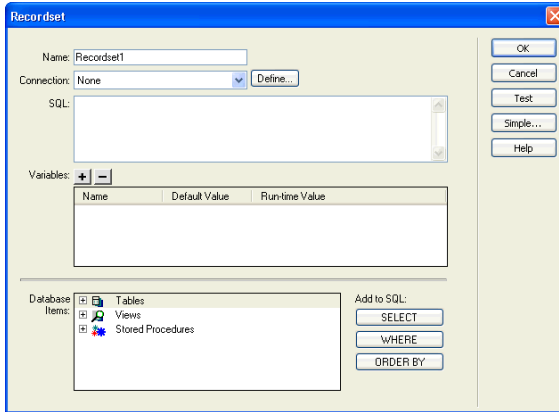 Recordset
Name: Recordset1
Connection: None Define...
SQL:
Variables: + −
Name Default Value Run-time Value
Database Items:
Tables
Views
Stored Procedures
Add to SQL:
SELECT
WHERE
ORDER BY
OK
Cancel
Test
Simple...
Help